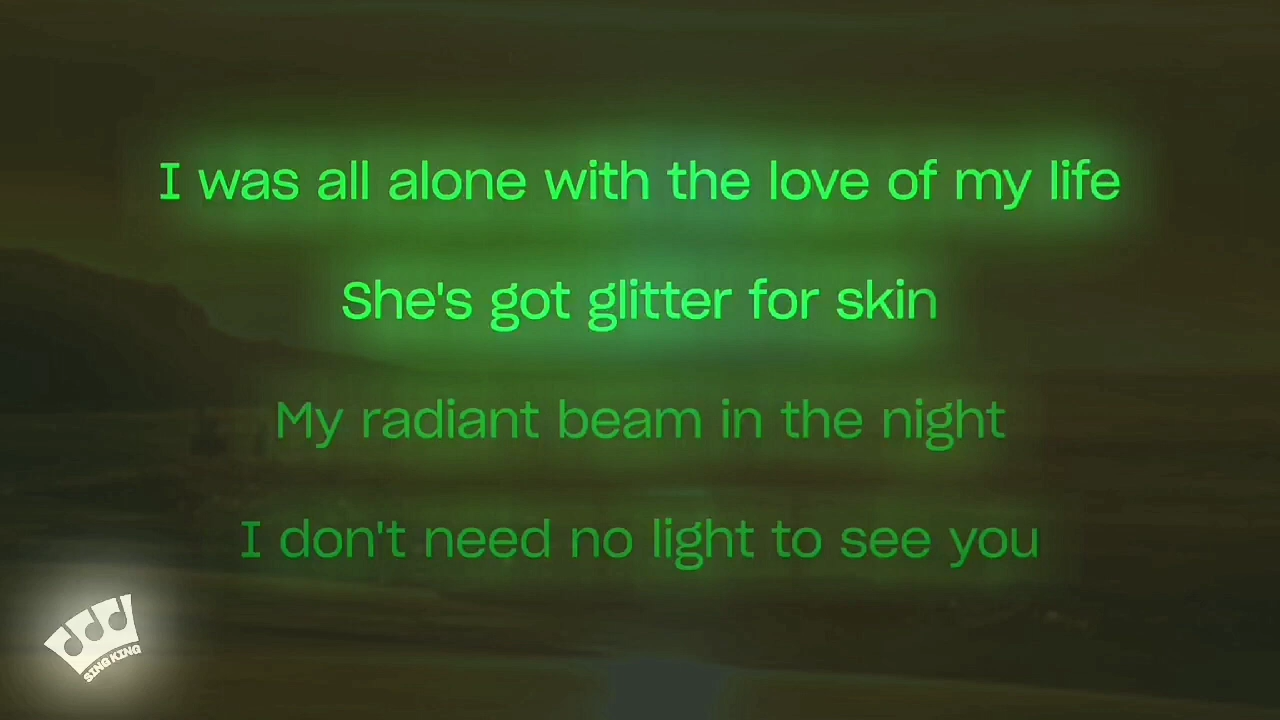 I was all alone with the love of my life
She's got glitter for skin
My radiant beam in the night
I don't need no light to see you
SING KING